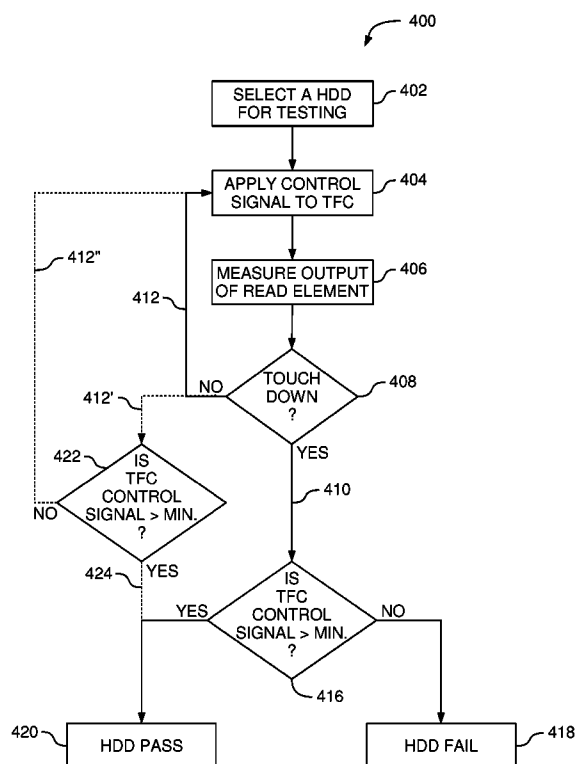 400
SELECT A HDD
FOR TESTING
402
APPLY CONTROL
SIGNAL TO TFC
404
412"
412
MEASURE OUTPUT
OF READ ELEMENT
406
NO
TOUCH
DOWN
?
408
412'
YES
422
IS
TFC
CONTROL
SIGNAL > MIN.
?
NO
410
424
YES
YES
IS
TFC
CONTROL
SIGNAL > MIN.
?
NO
416
420
HDD PASS
HDD FAIL
418